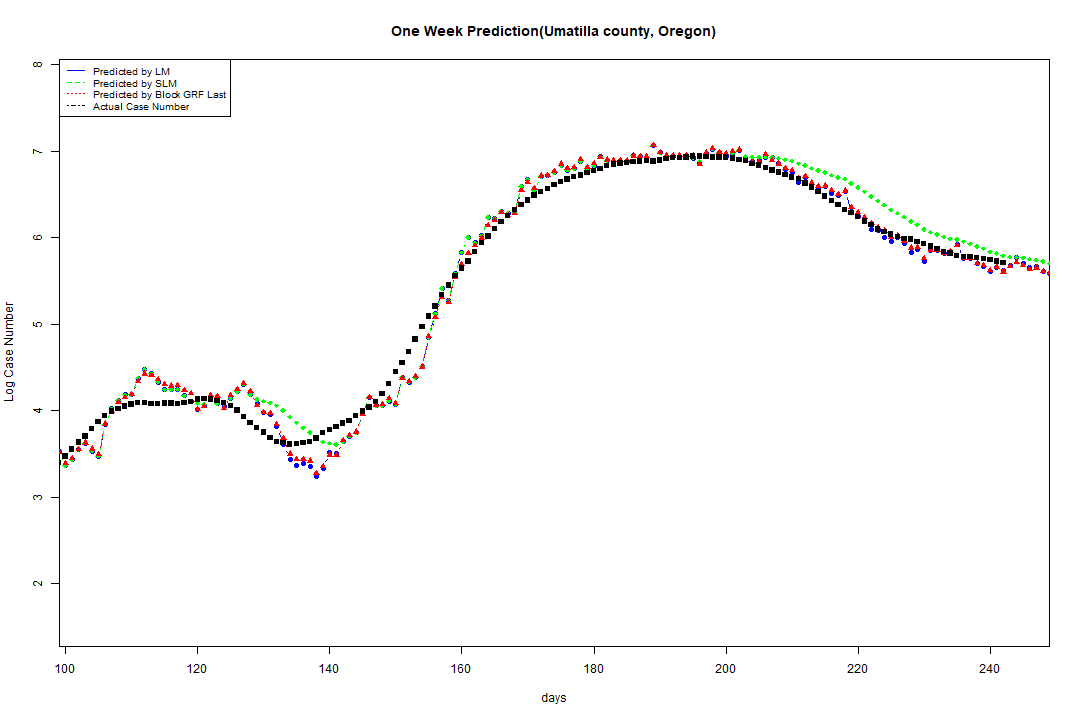 One Week Prediction(Umatilla county, Oregon)
Predicted by LM
Predicted by SLM
Predicted by Block GRF Last
Actual Case Number
8
7
6
5
4
3
2
Log Case Number
100 120 140 160 180 200 220 240
days